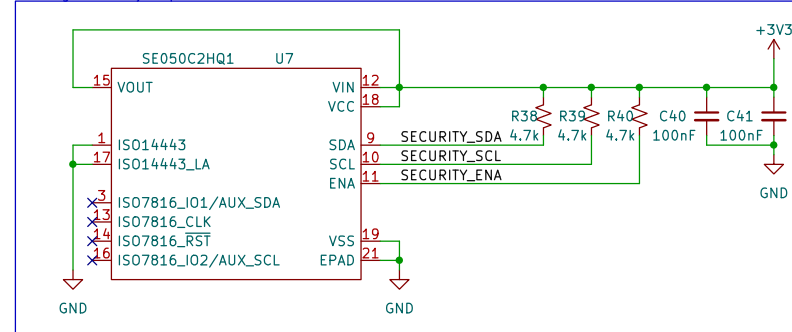 +3V3
SE050C2HQ1 U7
15 VOUT VIN 12
VCC 18
R38 R39 R40 C40 C41
4.7k 4.7k 4.7k 100nF 100nF
1 ISO14443 SDA 9 SECURITY_SDA
17 ISO14443_LA SCL 10 SECURITY_SCL
ENA 11 SECURITY_ENA
GND
3 ISO7816_IO1/AUX_SDA
13 ISO7816_CLK
14 ISO7816_RST VSS 19
16 ISO7816_IO2/AUX_SCL EPAD 21
GND GND